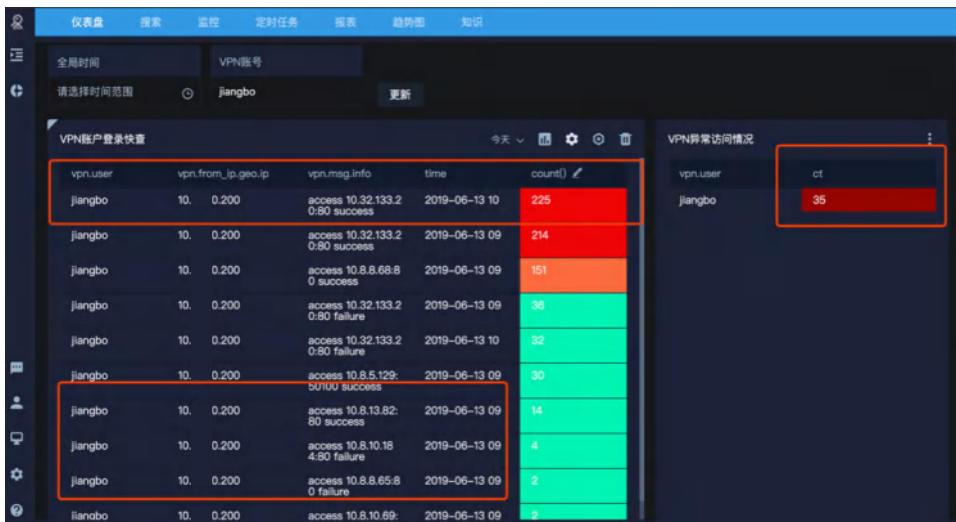 仪表盘 搜索 监控 定时任务 报表 趋势图 知识
全局时间 VPN账号
请选择时间范围 jiangbo 更新
VPN账户登录快查 今天 VPN异常访问情况
vpn.user vpn.from_ip.geo.ip vpn.msg.info time count() vpn.user ct
jiangbo 10. 0.200 access 10.32.133.2 2019-06-13 10 225 jiangbo 35
0:80 success
jiangbo 10. 0.200 access 10.32.133.2 2019-06-13 09 214
0:80 success
jiangbo 10. 0.200 access 10.8.8.68:8 2019-06-13 09 151
0 success
jiangbo 10. 0.200 access 10.32.133.2 2019-06-13 09 36
0:80 failure
jiangbo 10. 0.200 access 10.32.133.2 2019-06-13 10 32
0:80 failure
jiangbo 10. 0.200 access 10.8.5.129: 2019-06-13 09 30
50100 success
jiangbo 10. 0.200 access 10.8.13.82: 2019-06-13 09 14
80 success
jiangbo 10. 0.200 access 10.8.10.18 2019-06-13 09 4
4:80 failure
jiangbo 10. 0.200 access 10.8.8.65:8 2019-06-13 09 2
0 failure
jiangbo 10. 0.200 access 10.8.10.69: 2019-06-13 09 2